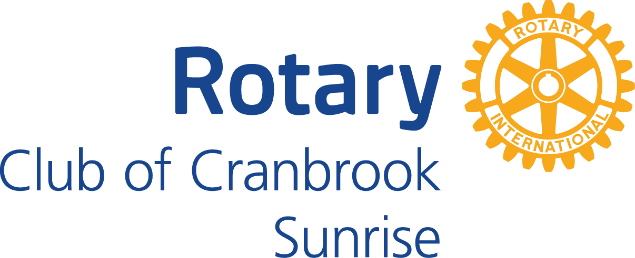 Rotary
Club of Cranbrook
Sunrise
ROTARY
INTERNATIONAL